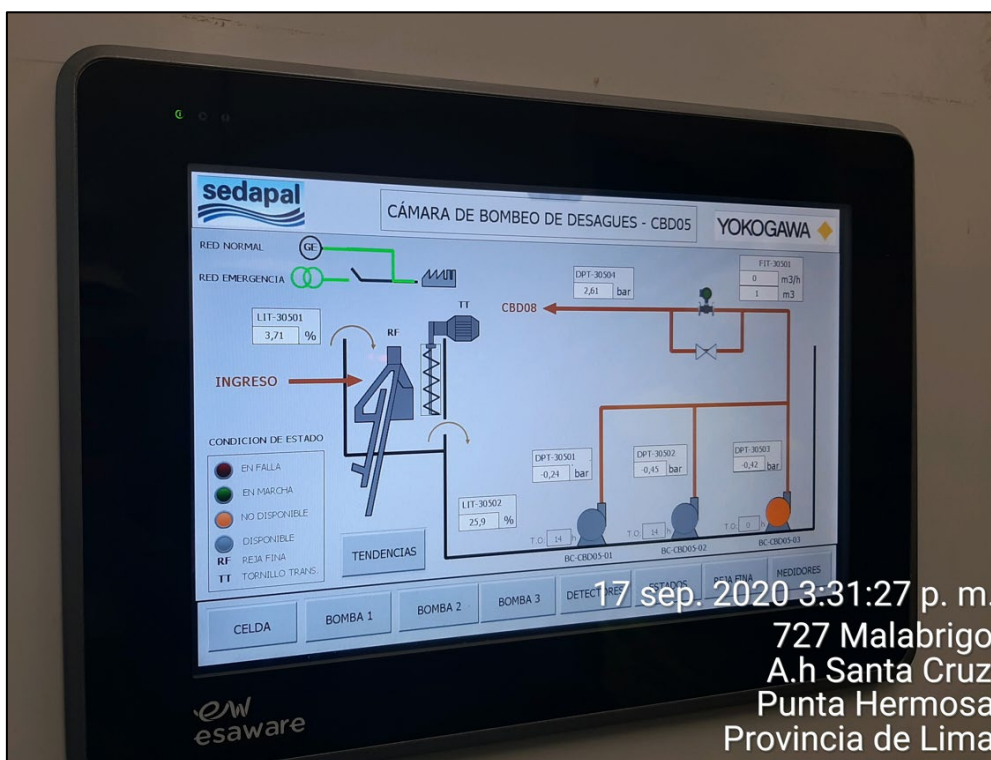 sedapal
CÁMARA DE BOMBEO DE DESAGUES - CBD05
YOKOGAWA
RED NORMAL
GE
RED EMERGENCIA
LIT-30501
3,71 %
RF
TT
INGRESO
CBD08
DPT-30504
2,61 bar
FIT-30501
0 m3/h
1 m3
CONDICION DE ESTADO
EN FALLA
EN MARCHA
NO DISPONIBLE
DISPONIBLE
RF REJA FINA
TT TORNILLO TRANS.
TENDENCIAS
LIT-30502
25,9 %
DPT-30501
-0,24 bar
DPT-30502
-0,45 bar
DPT-30503
-0,42 bar
T.O. 14 h
T.O. 14 h
T.O. 0 h
BC-CBD05-01
BC-CBD05-02
BC-CBD05-03
CELDA
BOMBA 1
BOMBA 2
BOMBA 3
DETECTORES
ESTADOS
REJA FINA
MEDIDORES
ew
esaware
17 sep. 2020 3:31:27 p. m.
727 Malabrigo
A.h Santa Cruz
Punta Hermosa
Provincia de Lima